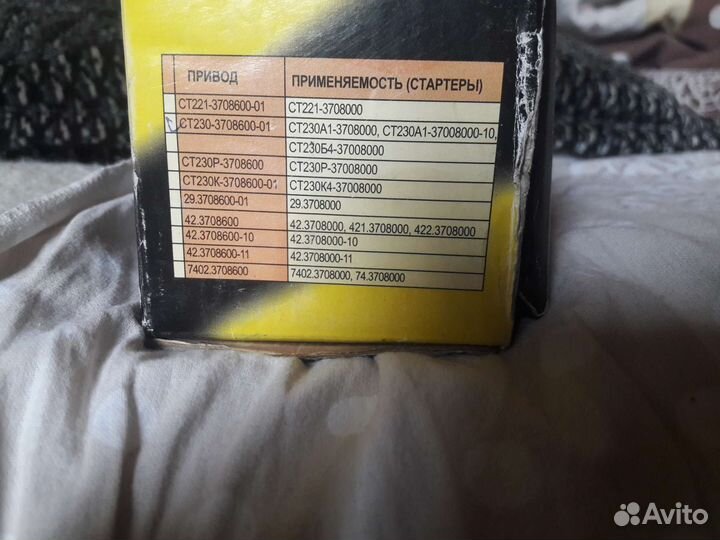 ПРИВОД ПРИМЕНЯЕМОСТЬ (СТАРТЕРЫ)
СТ221-3708600-01 СТ221-3708000
СТ230-3708600-01 СТ230А1-3708000, СТ230А1-37008000-10,
СТ230Б4-37008000
СТ230Р-3708600 СТ230Р-37008000
СТ230К-3708600-01 СТ230К4-37008000
29.3708600-01 29.3708000
42.3708600 42.3708000, 421.3708000, 422.3708000
42.3708600-10 42.3708000-10
42.3708600-11 42.3708000-11
7402.3708600 7402.3708000, 74.3708000
Avito